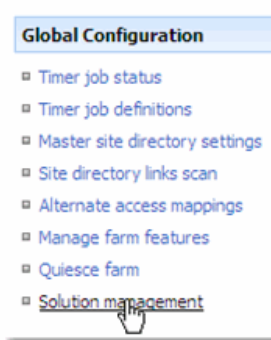 Global Configuration
Timer job status
Timer job definitions
Master site directory settings
Site directory links scan
Alternate access mappings
Manage farm features
Quiesce farm
Solution management